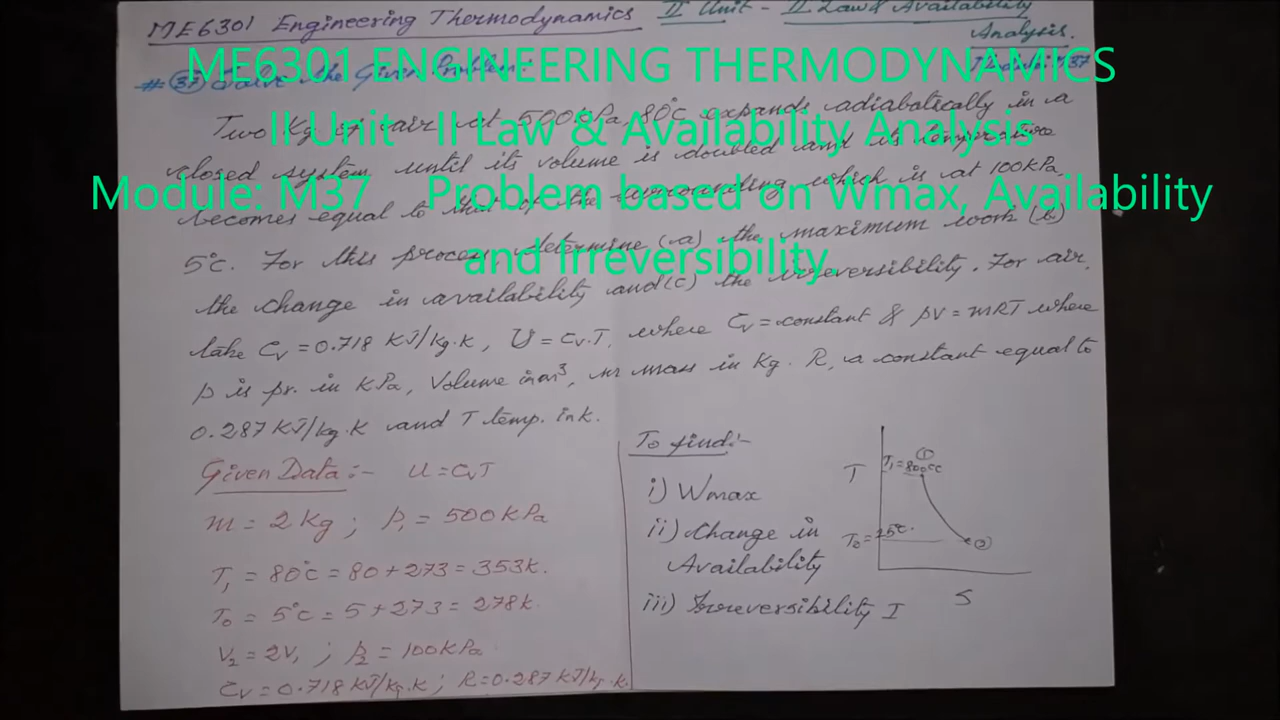 ME6301 Engineering Thermodynamics II Unit - II Law & Availability
Analysis.
ME6301 ENGINEERING THERMODYNAMICS
# 37 Solve the Given Problem:
Two Kg of air at 500kPa, 80°C expands adiabatically in a
II Unit II Law & Availability Analysis
closed system until its volume is doubled and its temperature
Module: M37 Problem based on Wmax, Availability
becomes equal to that of the surrounding which is at 100kPa,
and Irreversibility.
5°C. For this process, determine (a) the maximum work (b)
the change in availability and (c) the irreversibility. For air,
take Cv = 0.718 KJ/kg.K, U = Cv.T, where Cv = constant & pV = mRT where
p is pr. in kPa, Volume in m³, m mass in Kg. R, a constant equal to
0.287 KJ/kg.K and T temp. in k.
Given Data :- U = CvT
m = 2 Kg ; P₁ = 500 KPa
T₁ = 80°C = 80 + 273 = 353k.
T₀ = 5°C = 5 + 273 = 278k.
V₂ = 2V₁ ; P₂ = 100KPa
Cv = 0.718 KJ/kg.K ; R = 0.287 KJ/kg.K.
To find:-
i) Wmax
ii) Change in
Availability
iii) Irreversibility I
T
①
T₀ =
②
S